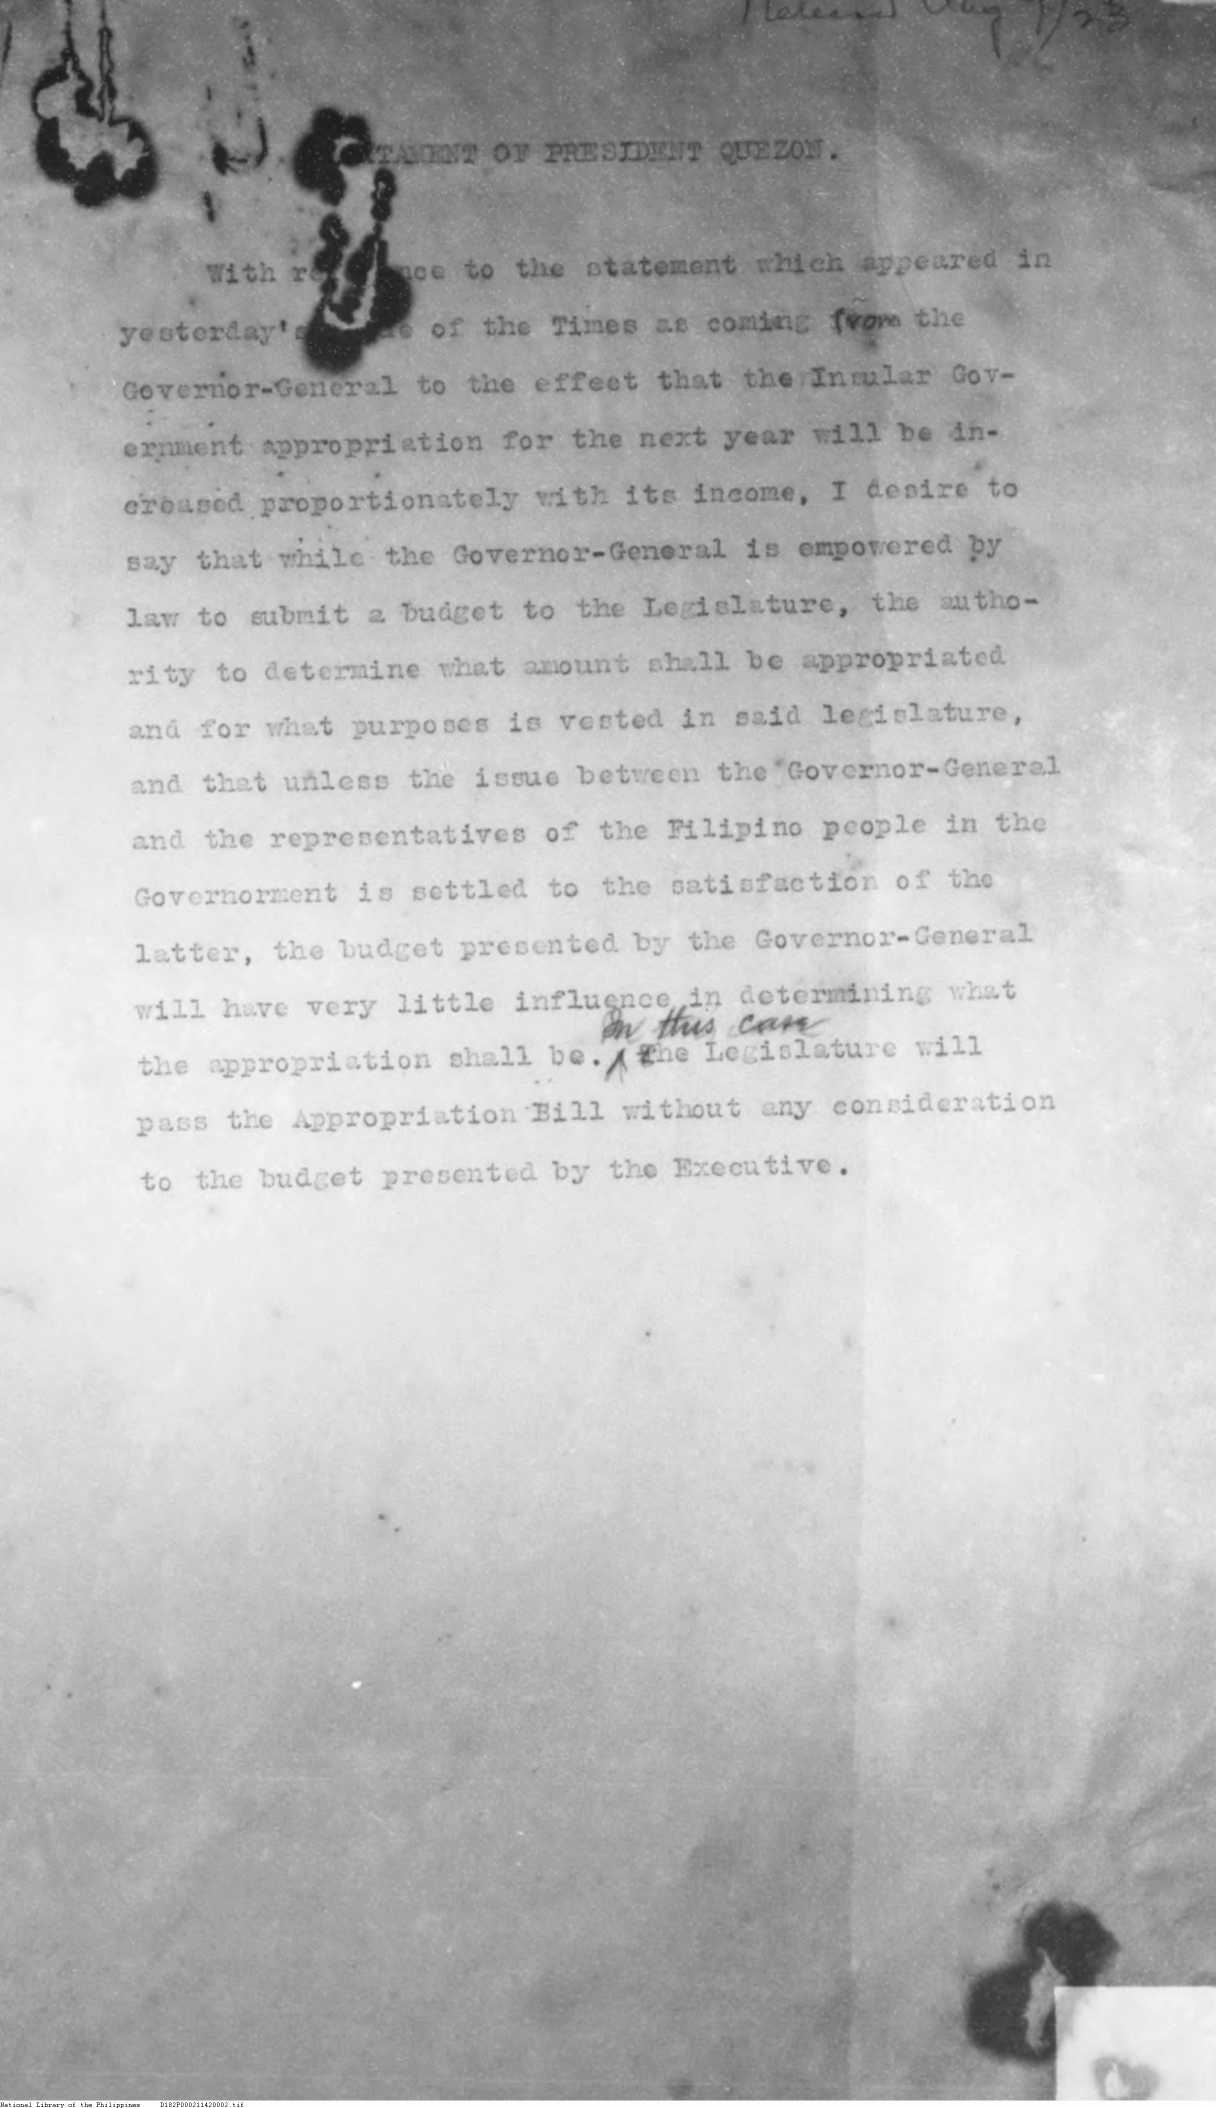 Aug 9/23
STATAMENT OF PRESIDENT QUEZON.
With reference to the statement which appeared in
yesterday's issue of the Times as coming from the
Governor-General to the effect that the Insular Gov-
ernment appropriation for the next year will be in-
creased proportionately with its income, I desire to
say that while the Governor-General is empowered by
law to submit a budget to the Legislature, the autho-
rity to determine what amount shall be appropriated
and for what purposes is vested in said legislature,
and that unless the issue between the Governor-General
and the representatives of the Filipino people in the
Governorment is settled to the satisfaction of the
latter, the budget presented by the Governor-General
will have very little influence in determining what
In this case
the appropriation shall be. the Legislature will
pass the Appropriation Bill without any consideration
to the budget presented by the Executive.
National Library of the Philippines D182P000211420002.tif